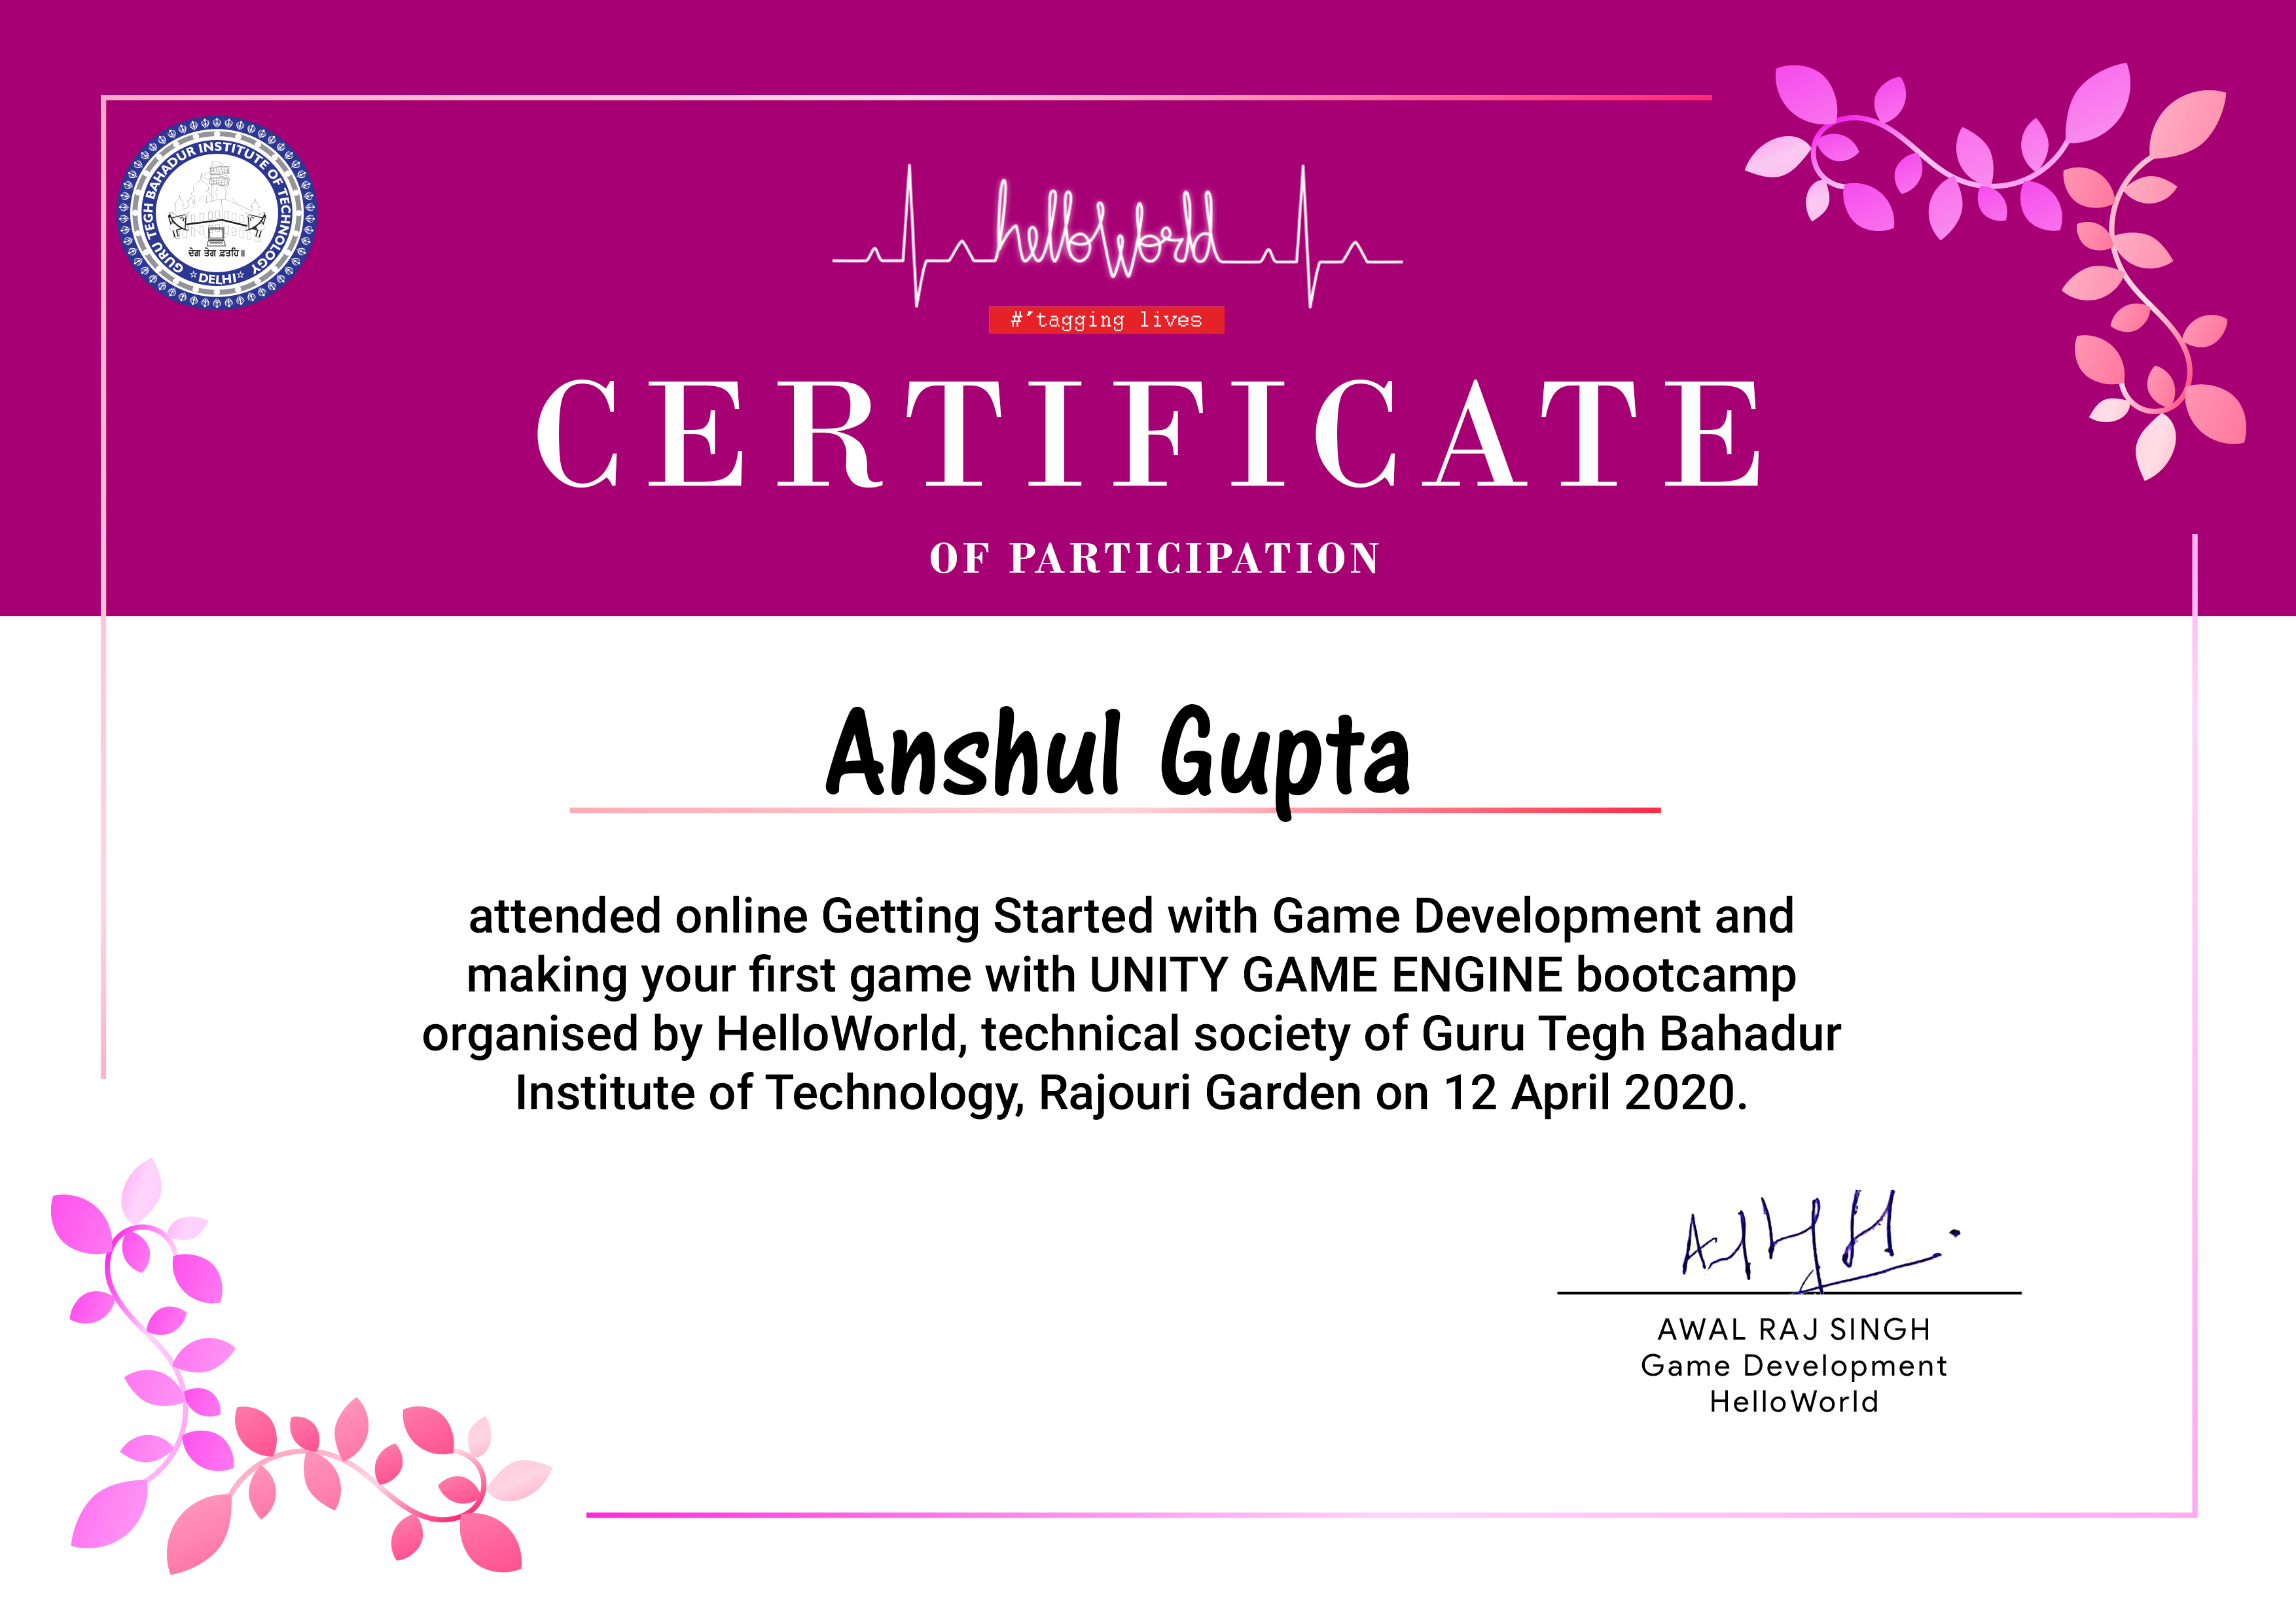 GURU TEGH BAHADUR INSTITUTE OF TECHNOLOGY
ਦੇਗ ਤੇਗ ਫ਼ਤਹਿ॥
☆DELHI☆
helloworld
#'tagging lives
CERTIFICATE
OF PARTICIPATION
Anshul Gupta
attended online Getting Started with Game Development and
making your first game with UNITY GAME ENGINE bootcamp
organised by HelloWorld, technical society of Guru Tegh Bahadur
Institute of Technology, Rajouri Garden on 12 April 2020.
AWAL RAJ SINGH
Game Development
HelloWorld